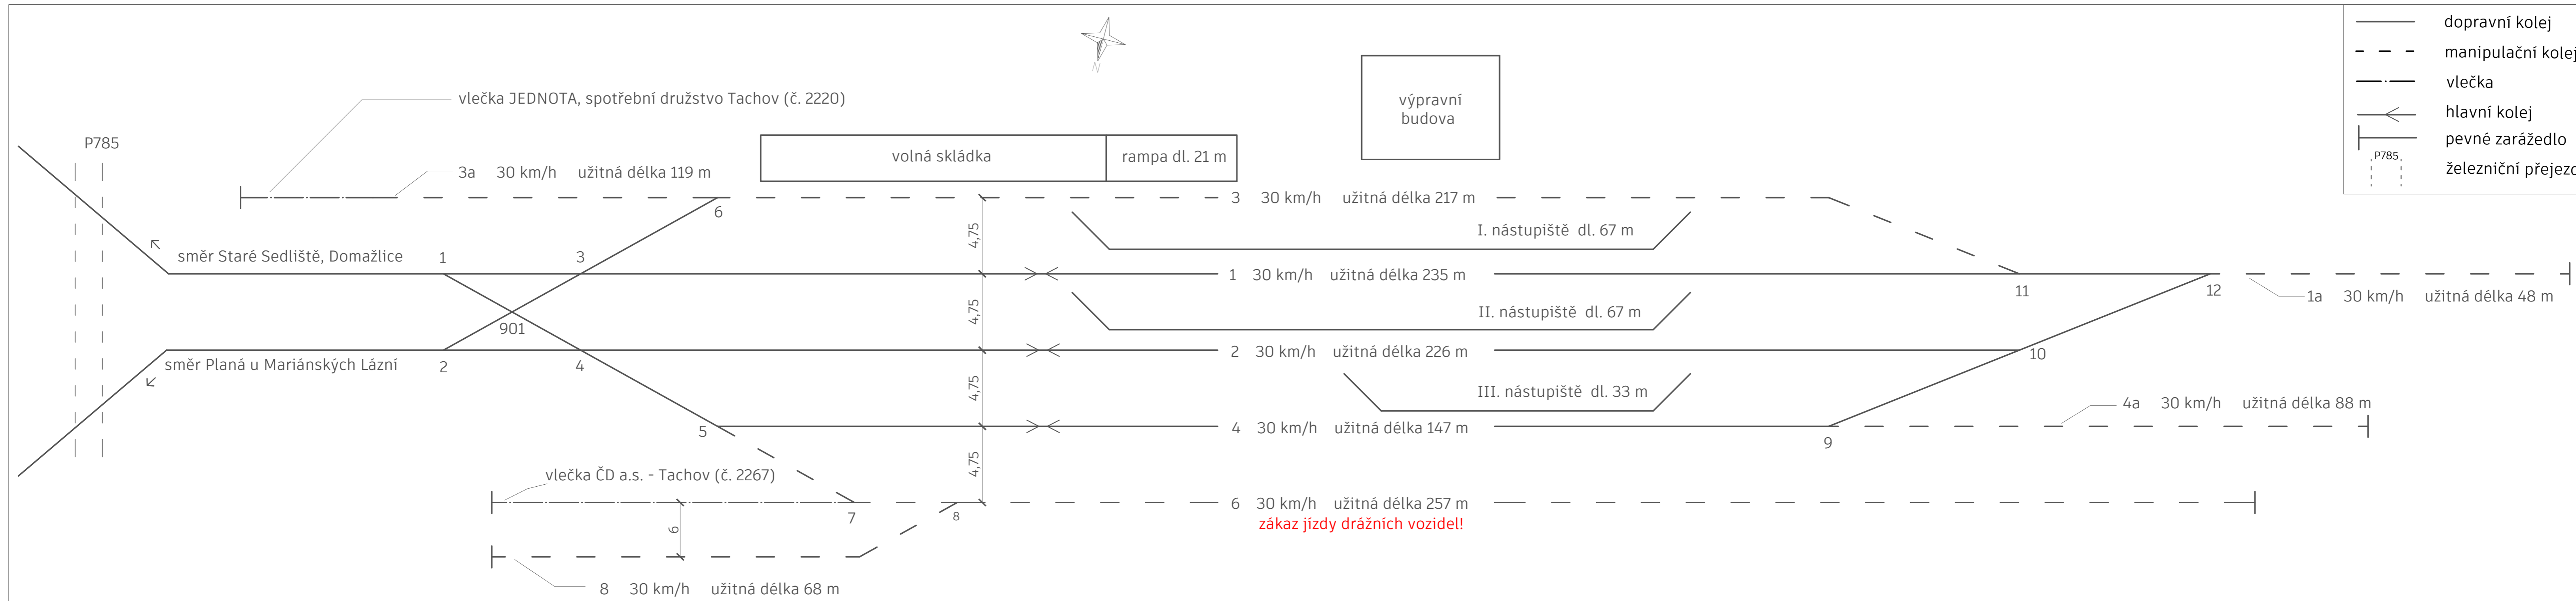 dopravní kolej
manipulační kolej
vlečka
hlavní kolej
pevné zarážedlo
P785
železniční přejezd
N
výpravní
budova
vlečka JEDNOTA, spotřební družstvo Tachov (č. 2220)
P785
volná skládka
rampa dl. 21 m
3a 30 km/h užitná délka 119 m
6
3 30 km/h užitná délka 217 m
4,75
I. nástupiště dl. 67 m
směr Staré Sedliště, Domažlice
1
3
1 30 km/h užitná délka 235 m
11
12
1a 30 km/h užitná délka 48 m
901
4,75
II. nástupiště dl. 67 m
směr Planá u Mariánských Lázní
2
4
2 30 km/h užitná délka 226 m
10
4,75
III. nástupiště dl. 33 m
4a 30 km/h užitná délka 88 m
5
4 30 km/h užitná délka 147 m
9
4,75
vlečka ČD a.s. - Tachov (č. 2267)
7
8
6 30 km/h užitná délka 257 m
zákaz jízdy drážních vozidel!
6
8 30 km/h užitná délka 68 m